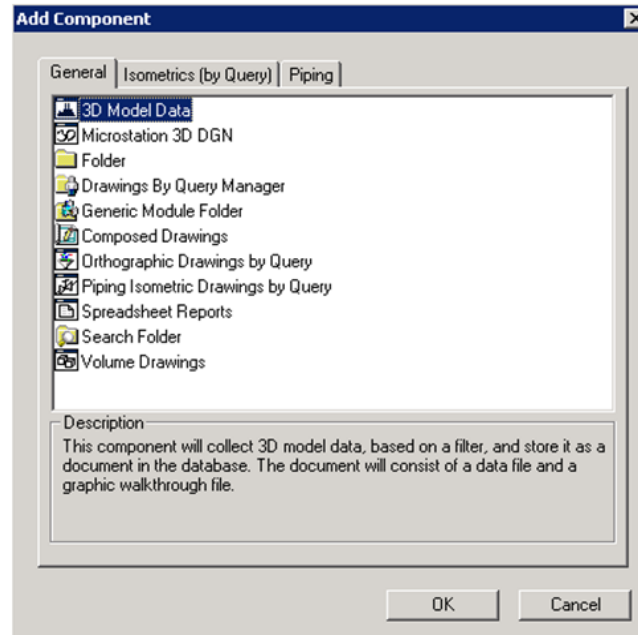 Add Component
General
Isometrics (by Query)
Piping
3D Model Data
Microstation 3D DGN
Folder
Drawings By Query Manager
Generic Module Folder
Composed Drawings
Orthographic Drawings by Query
Piping Isometric Drawings by Query
Spreadsheet Reports
Search Folder
Volume Drawings
Description
This component will collect 3D model data, based on a filter, and store it as a
document in the database. The document will consist of a data file and a
graphic walkthrough file.
OK
Cancel